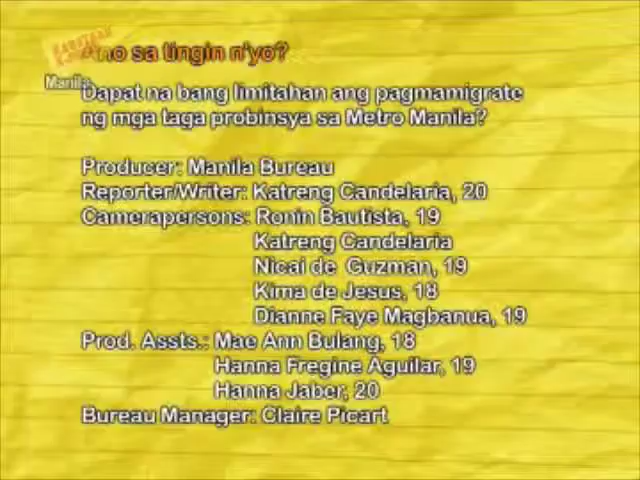 Ano sa tingin n'yo?
Manila
Dapat na bang limitahan ang pagmamigrate
ng mga taga probinsya sa Metro Manila?
Producer: Manila Bureau
Reporter/Writer: Katreng Candelaria, 20
Camerapersons: Ronin Bautista, 19
Katreng Candelaria
Nicai de Guzman, 19
Kima de Jesus, 18
Dianne Faye Magbanua, 19
Prod. Assts.: Mae Ann Bulang, 18
Hanna Fregine Aguilar, 19
Hanna Jaber, 20
Bureau Manager: Claire Picart